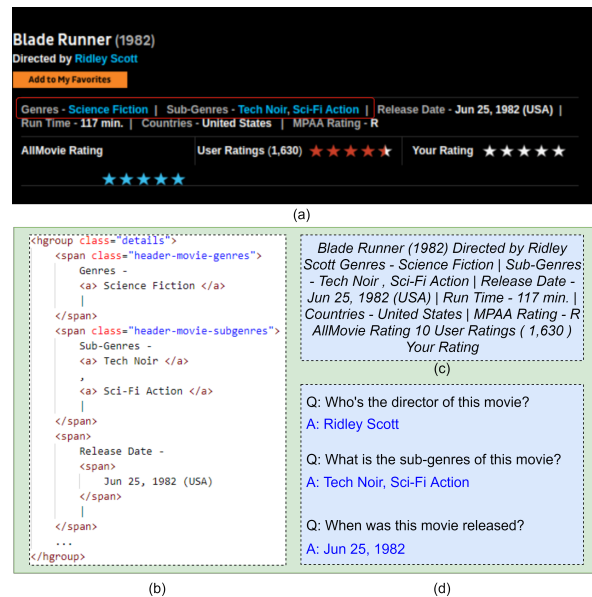 Blade Runner (1982)
Directed by Ridley Scott
Add to My Favorites
Genres - Science Fiction | Sub-Genres - Tech Noir, Sci-Fi Action | Release Date - Jun 25, 1982 (USA) |
Run Time - 117 min. | Countries - United States | MPAA Rating - R
AllMovie Rating User Ratings (1,630) Your Rating
(a)
<hgroup class="details">
<span class="header-movie-genres">
Genres -
<a> Science Fiction </a>
|
</span>
<span class="header-movie-subgenres">
Sub-Genres -
<a> Tech Noir </a>
,
<a> Sci-Fi Action </a>
|
</span>
<span>
Release Date -
<span>
Jun 25, 1982 (USA)
</span>
|
</span>
...
</hgroup>
(b)
Blade Runner (1982) Directed by Ridley
Scott Genres - Science Fiction | Sub-Genres
- Tech Noir , Sci-Fi Action | Release Date -
Jun 25, 1982 (USA) | Run Time - 117 min. |
Countries - United States | MPAA Rating - R
AllMovie Rating 10 User Ratings ( 1,630 )
Your Rating
(c)
Q: Who's the director of this movie?
A: Ridley Scott
Q: What is the sub-genres of this movie?
A: Tech Noir, Sci-Fi Action
Q: When was this movie released?
A: Jun 25, 1982
(d)